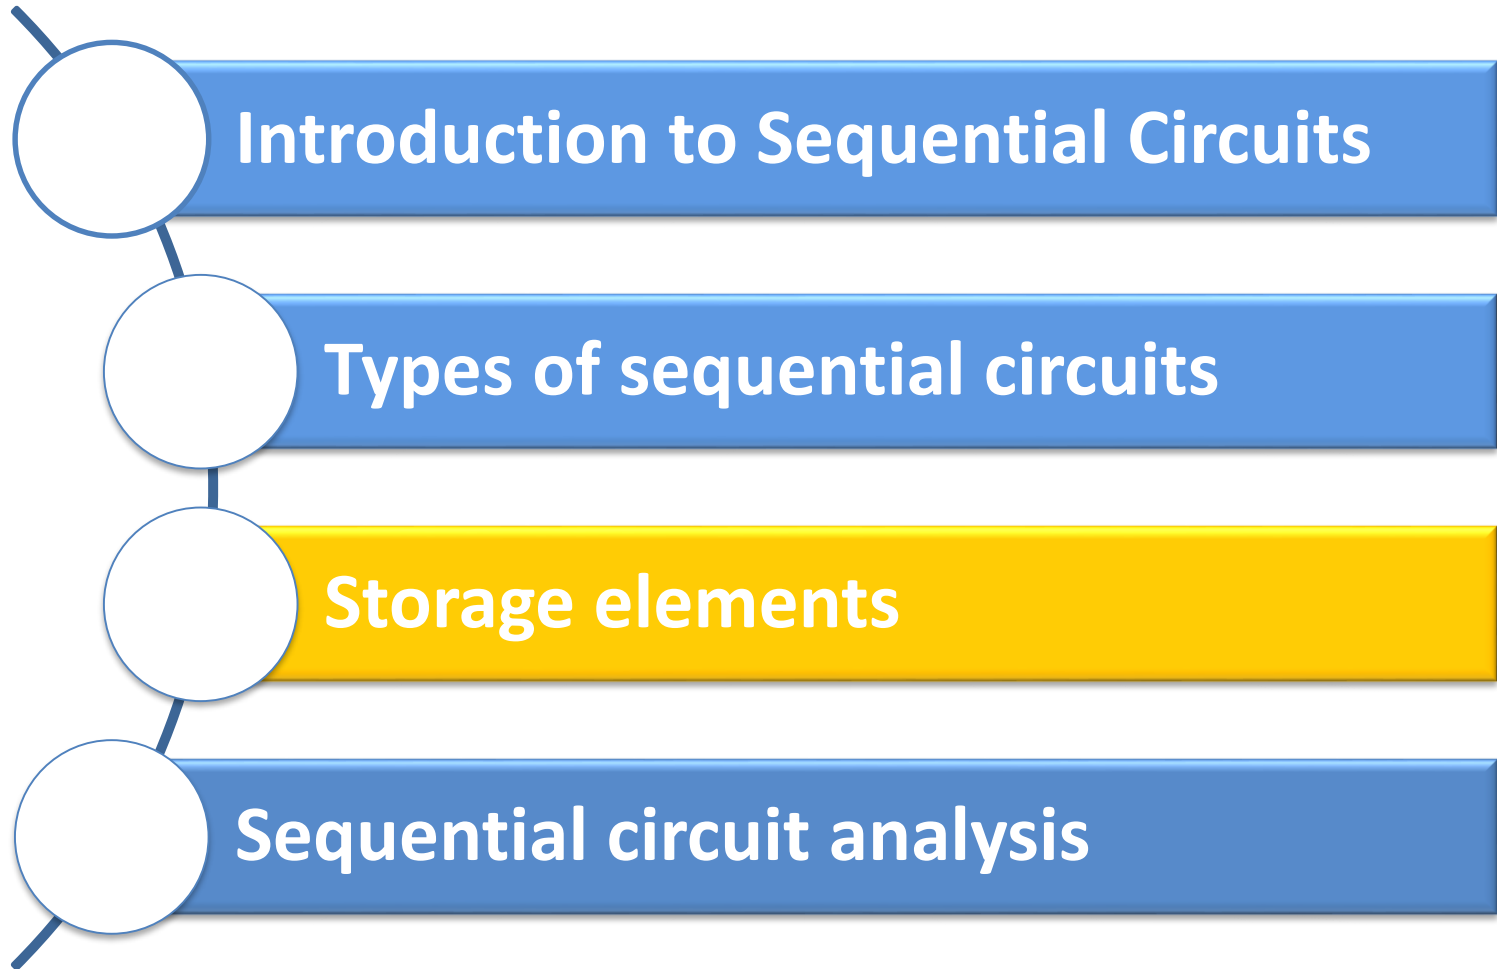 Introduction to Sequential Circuits
Types of sequential circuits
Storage elements
Sequential circuit analysis